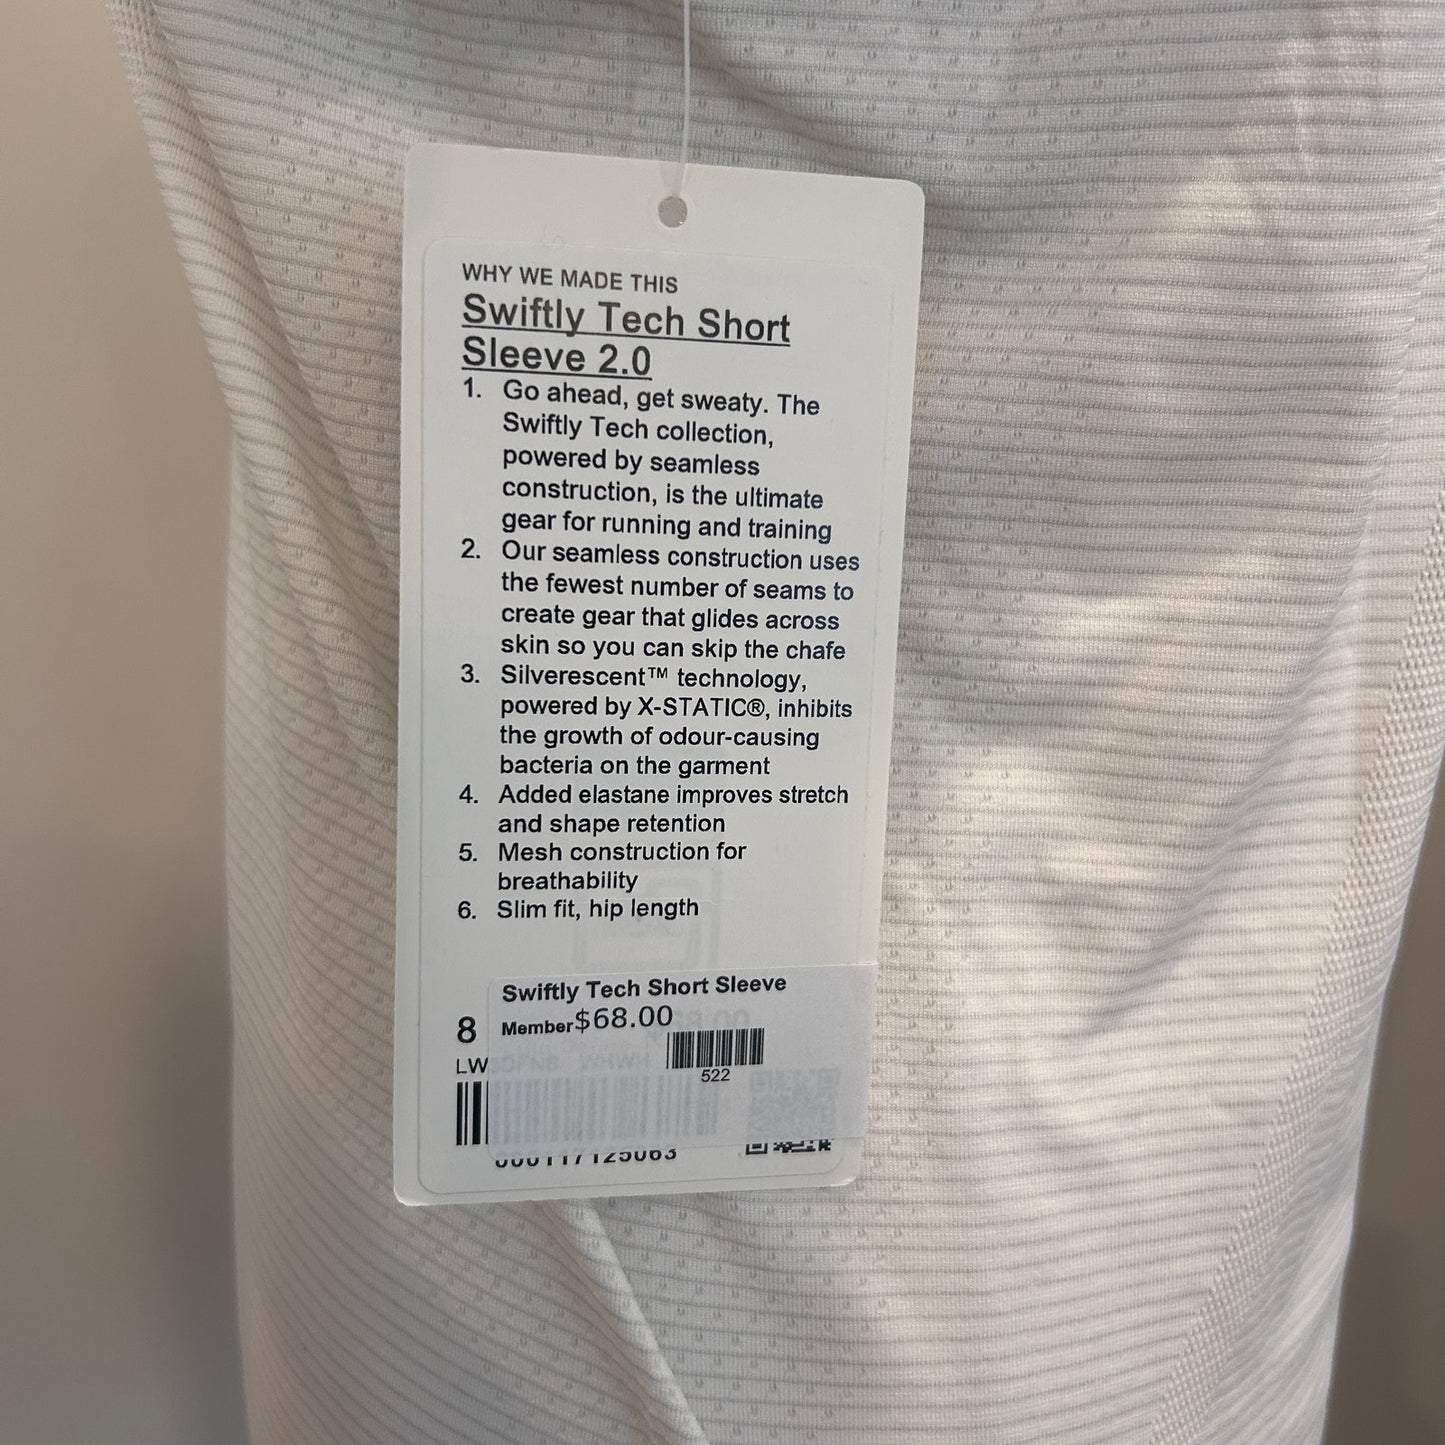 WHY WE MADE THIS
Swiftly Tech Short
Sleeve 2.0
1. Go ahead, get sweaty. The
Swiftly Tech collection,
powered by seamless
construction, is the ultimate
gear for running and training
2. Our seamless construction uses
the fewest number of seams to
create gear that glides across
skin so you can skip the chafe
3. Silverescent™ technology,
powered by X-STATIC®, inhibits
the growth of odour-causing
bacteria on the garment
4. Added elastane improves stretch
and shape retention
5. Mesh construction for
breathability
6. Slim fit, hip length
Swiftly Tech Short Sleeve
8
Member $68.00
LW
522